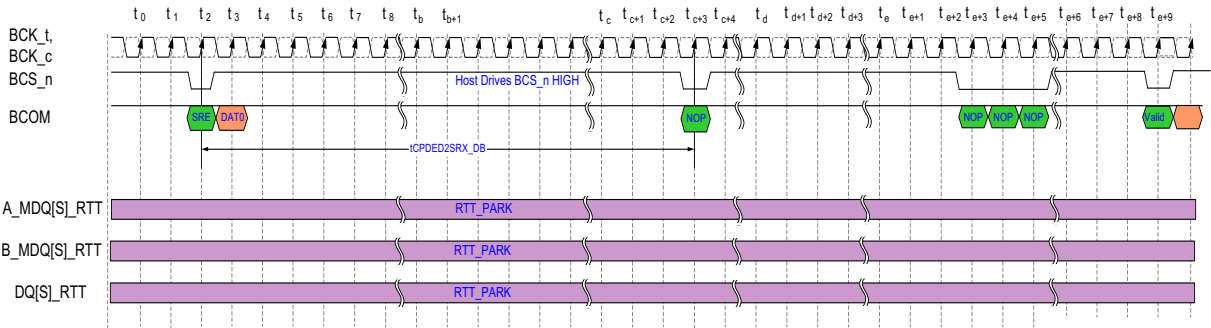 t0 t1 t2 t3 t4 t5 t6 t7 t8 tb tb+1 tc tc+1 tc+2 tc+3 tc+4 td td+1 td+2 td+3 te te+1 te+2 te+3 te+4 te+5 te+6 te+7 te+8 te+9
BCK_t,
BCK_c
BCS_n Host Drives BCS_n HIGH
BCOM SRE DAT0 NOP NOP NOP NOP Valid
tCPDED2SRX_DB
A_MDQ[S]_RTT RTT_PARK
B_MDQ[S]_RTT RTT_PARK
DQ[S]_RTT RTT_PARK